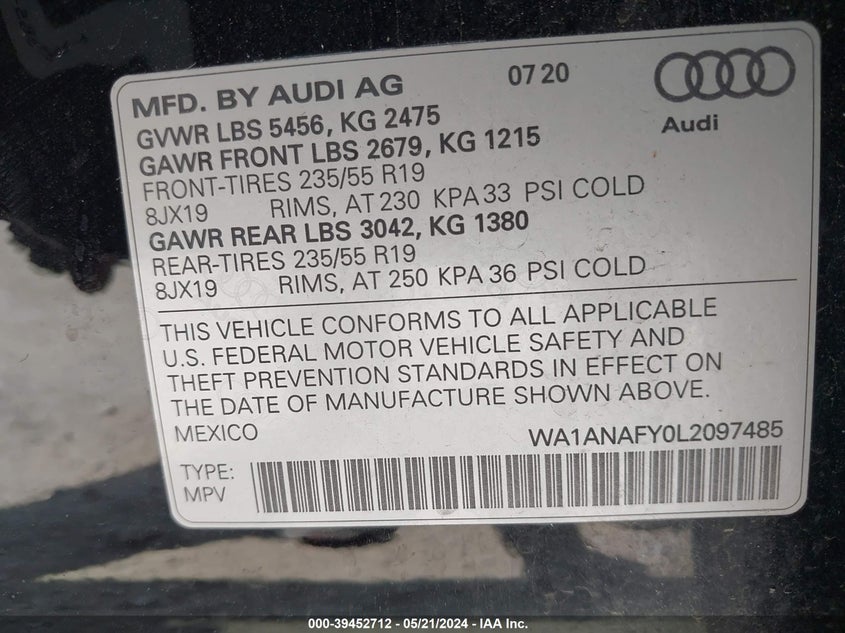 MFD. BY AUDI AG 07 20
Audi
GVWR LBS 5456, KG 2475
GAWR FRONT LBS 2679, KG 1215
FRONT-TIRES 235/55 R19
8JX19 RIMS, AT 230 KPA 33 PSI COLD
GAWR REAR LBS 3042, KG 1380
REAR-TIRES 235/55 R19
8JX19 RIMS, AT 250 KPA 36 PSI COLD
THIS VEHICLE CONFORMS TO ALL APPLICABLE
U.S. FEDERAL MOTOR VEHICLE SAFETY AND
THEFT PREVENTION STANDARDS IN EFFECT ON
THE DATE OF MANUFACTURE SHOWN ABOVE.
MEXICO WA1ANAFY0L2097485
TYPE:
MPV
000-39452712 - 05/21/2024 - IAA Inc.